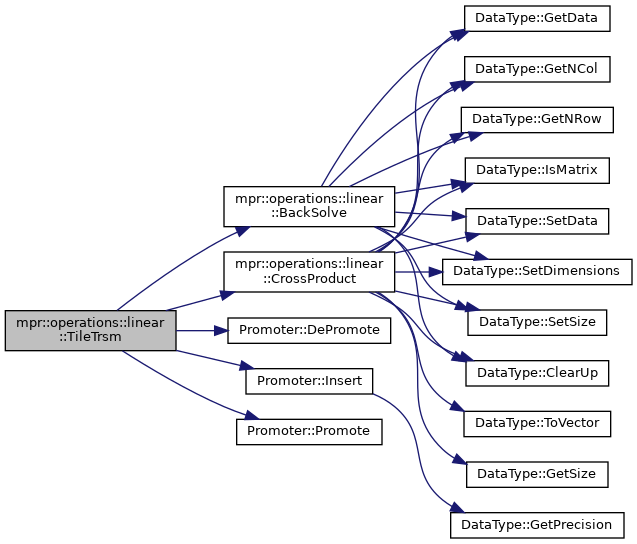 mpr::operations::linear
::TileTrsm
mpr::operations::linear
::BackSolve
mpr::operations::linear
::CrossProduct
Promoter::DePromote
Promoter::Insert
Promoter::Promote
DataType::GetData
DataType::GetNCol
DataType::GetNRow
DataType::IsMatrix
DataType::SetData
DataType::SetDimensions
DataType::SetSize
DataType::ClearUp
DataType::ToVector
DataType::GetSize
DataType::GetPrecision